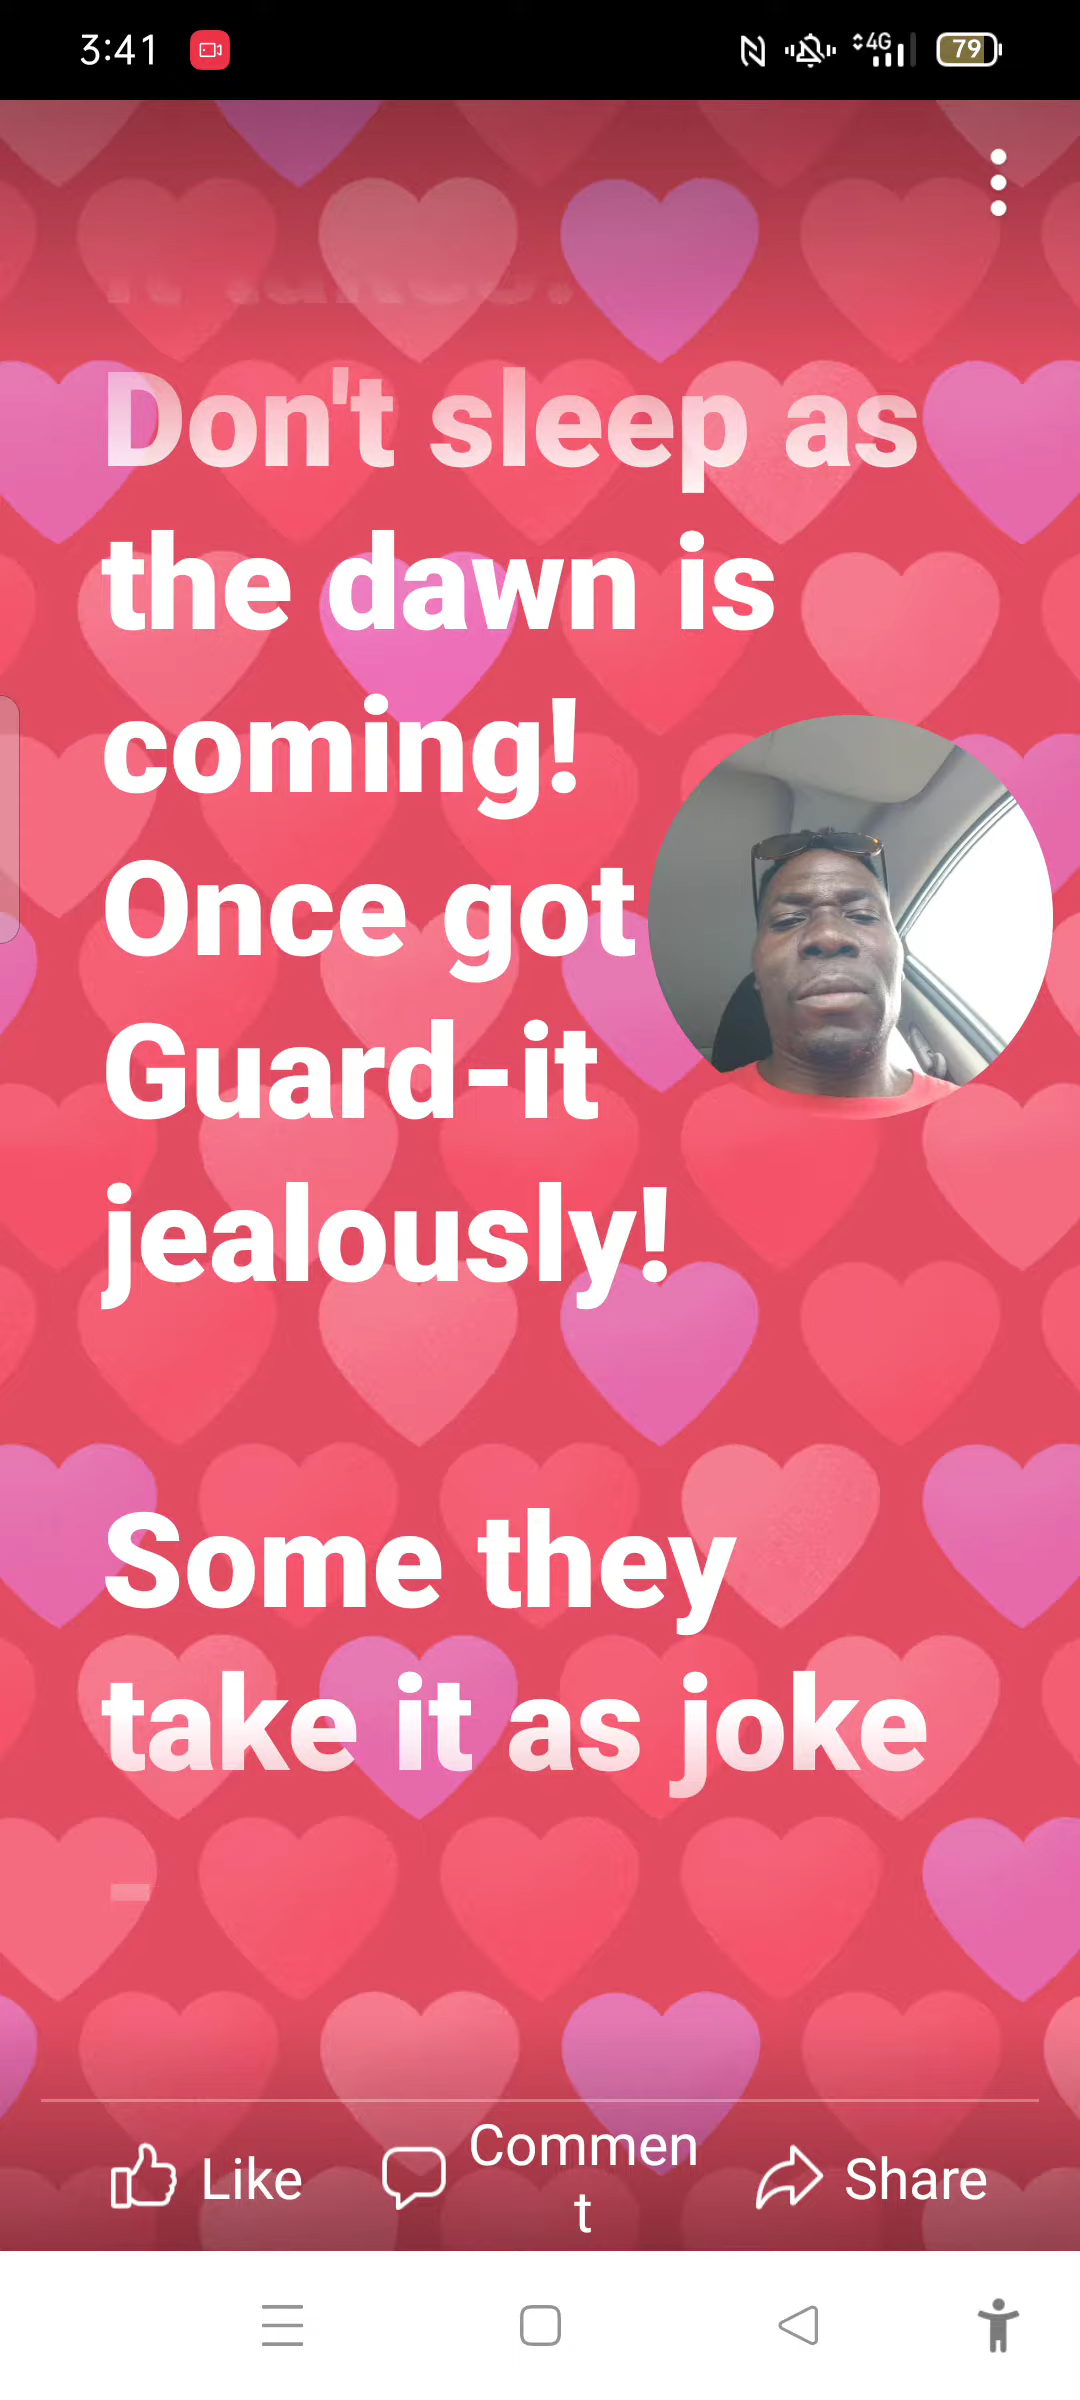 3:41
4G
79
Don't sleep as
the dawn is
coming!
Once got
Guard-it
jealously!
Some they
take it as joke
-
Like
Commen
t
Share